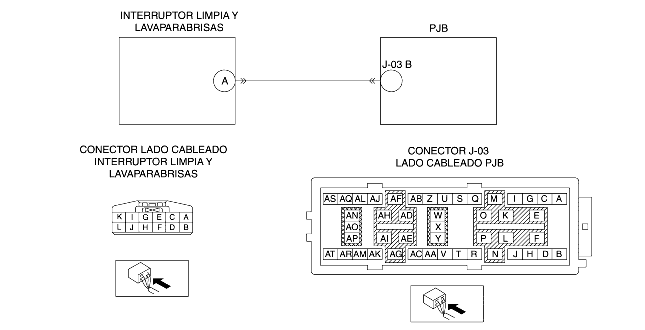 INTERRUPTOR LIMPIA Y
LAVAPARABRISAS
PJB
A
J-03 B
CONECTOR LADO CABLEADO
INTERRUPTOR LIMPIA Y
LAVAPARABRISAS
K I G E C A
L J H F D B
CONECTOR J-03
LADO CABLEADO PJB
AS AQ AL AJ AF AB Z U S Q M I G C A
AN AH AD W O K E
AO X
AP AI AE Y P L F
AT AR AM AK AG AC AA V T R N J H D B